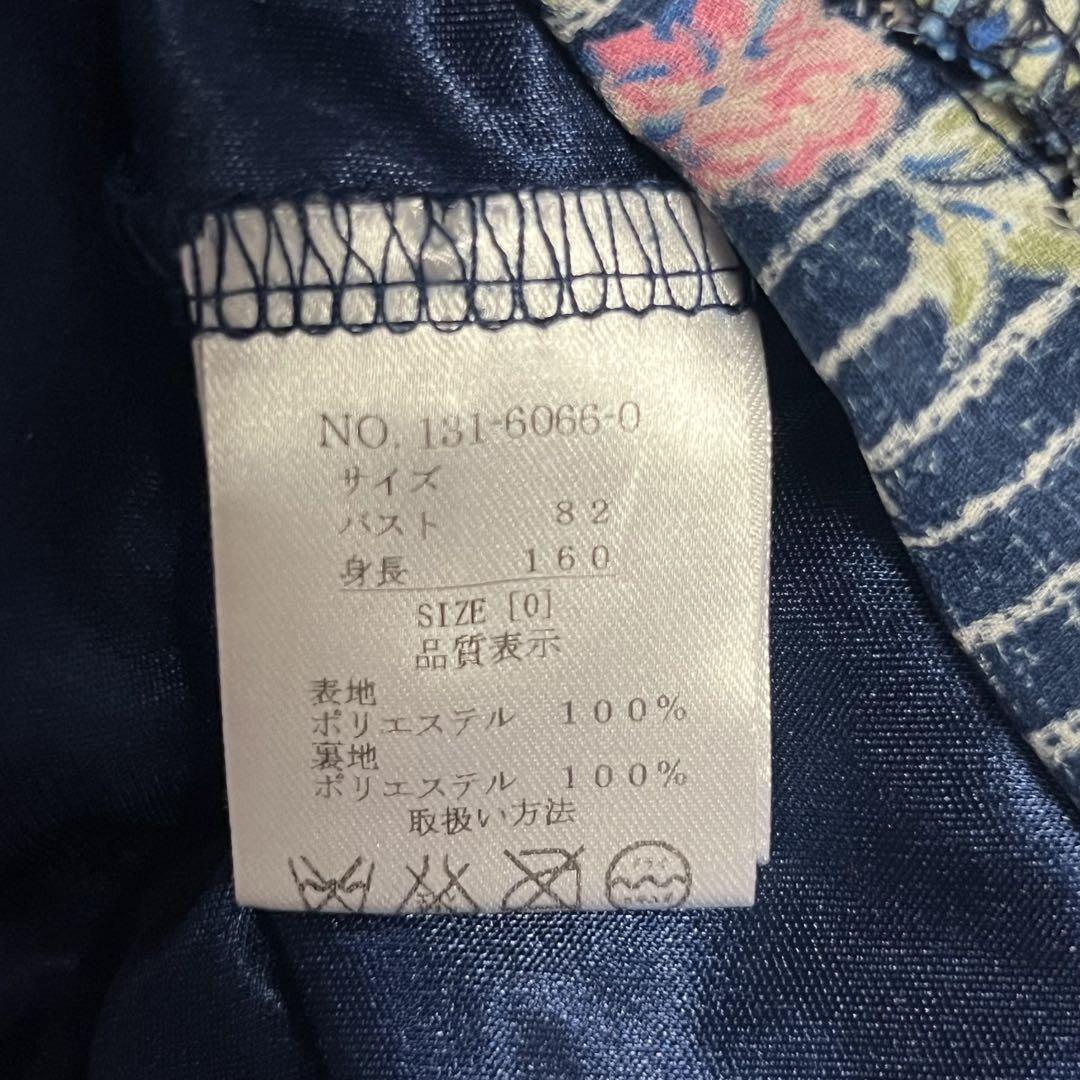 NO. 131-6066-0
サイズ
バスト 82
身長 160
SIZE [0]
品質表示
表地
ポリエステル 100%
裏地
ポリエステル 100%
取扱い方法